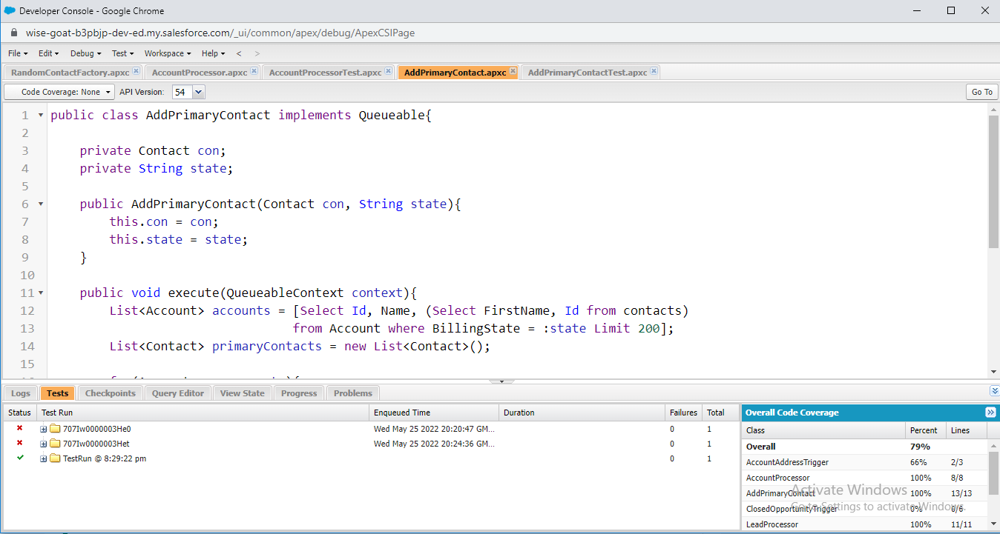 Developer Console - Google Chrome
wise-goat-b3pbjp-dev-ed.my.salesforce.com/_ui/common/apex/debug/ApexCSIPage
File Edit Debug Test Workspace Help < >
RandomContactFactory.apxc AccountProcessor.apxc AccountProcessorTest.apxc AddPrimaryContact.apxc AddPrimaryContactTest.apxc
Code Coverage: None API Version: 54 Go To
1 public class AddPrimaryContact implements Queueable{
2
3 private Contact con;
4 private String state;
5
6 public AddPrimaryContact(Contact con, String state){
7 this.con = con;
8 this.state = state;
9 }
10
11 public void execute(QueueableContext context){
12 List<Account> accounts = [Select Id, Name, (Select FirstName, Id from contacts)
13 from Account where BillingState = :state Limit 200];
14 List<Contact> primaryContacts = new List<Contact>();
15
Logs Tests Checkpoints Query Editor View State Progress Problems
Status Test Run Enqueued Time Duration Failures Total
707Iw0000003He0 Wed May 25 2022 20:20:47 GM... 0 1
707Iw0000003Het Wed May 25 2022 20:24:36 GM... 0 1
TestRun @ 8:29:22 pm 0 1
Overall Code Coverage
Class Percent Lines
Overall 79%
AccountAddressTrigger 66% 2/3
AccountProcessor 100% 8/8
AddPrimaryContact 100% 13/13
ClosedOpportunityTrigger 0% 0/6
LeadProcessor 100% 11/11
Activate Windows
Go to Settings to activate Windows.